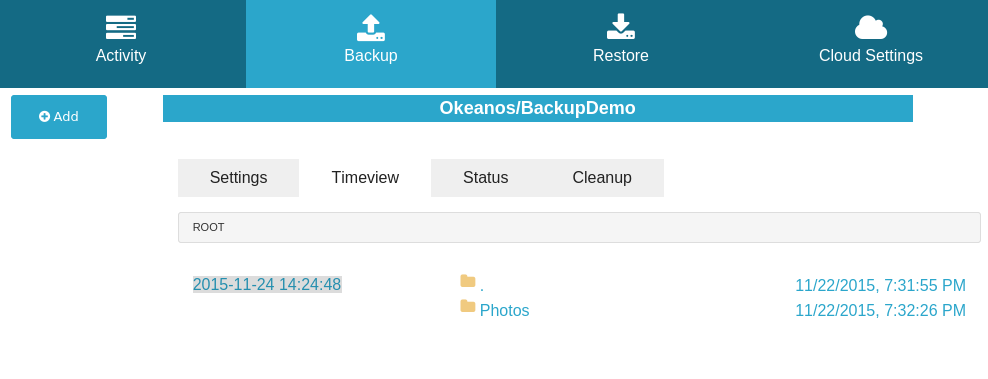 Activity Backup Restore Cloud Settings
Add Okeanos/BackupDemo
Settings Timeview Status Cleanup
ROOT
2015-11-24 14:24:48 . 11/22/2015, 7:31:55 PM
Photos 11/22/2015, 7:32:26 PM